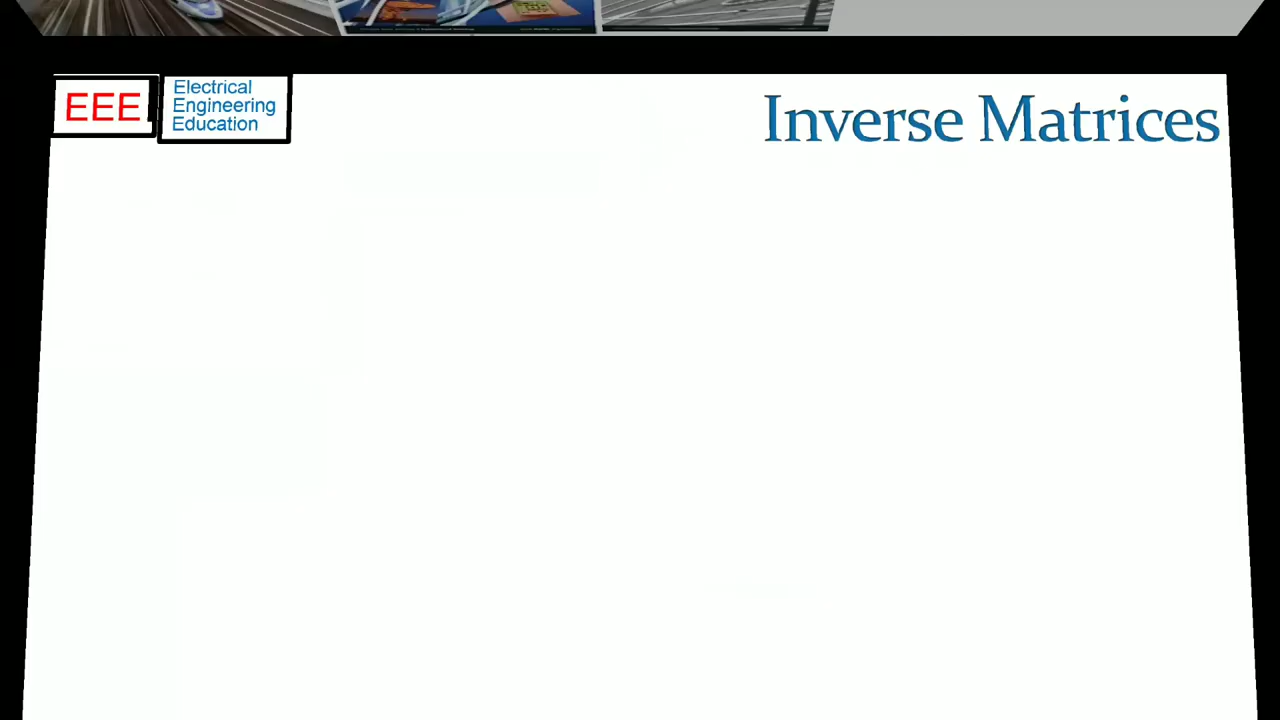 EEE
Electrical
Engineering
Education
Inverse Matrices